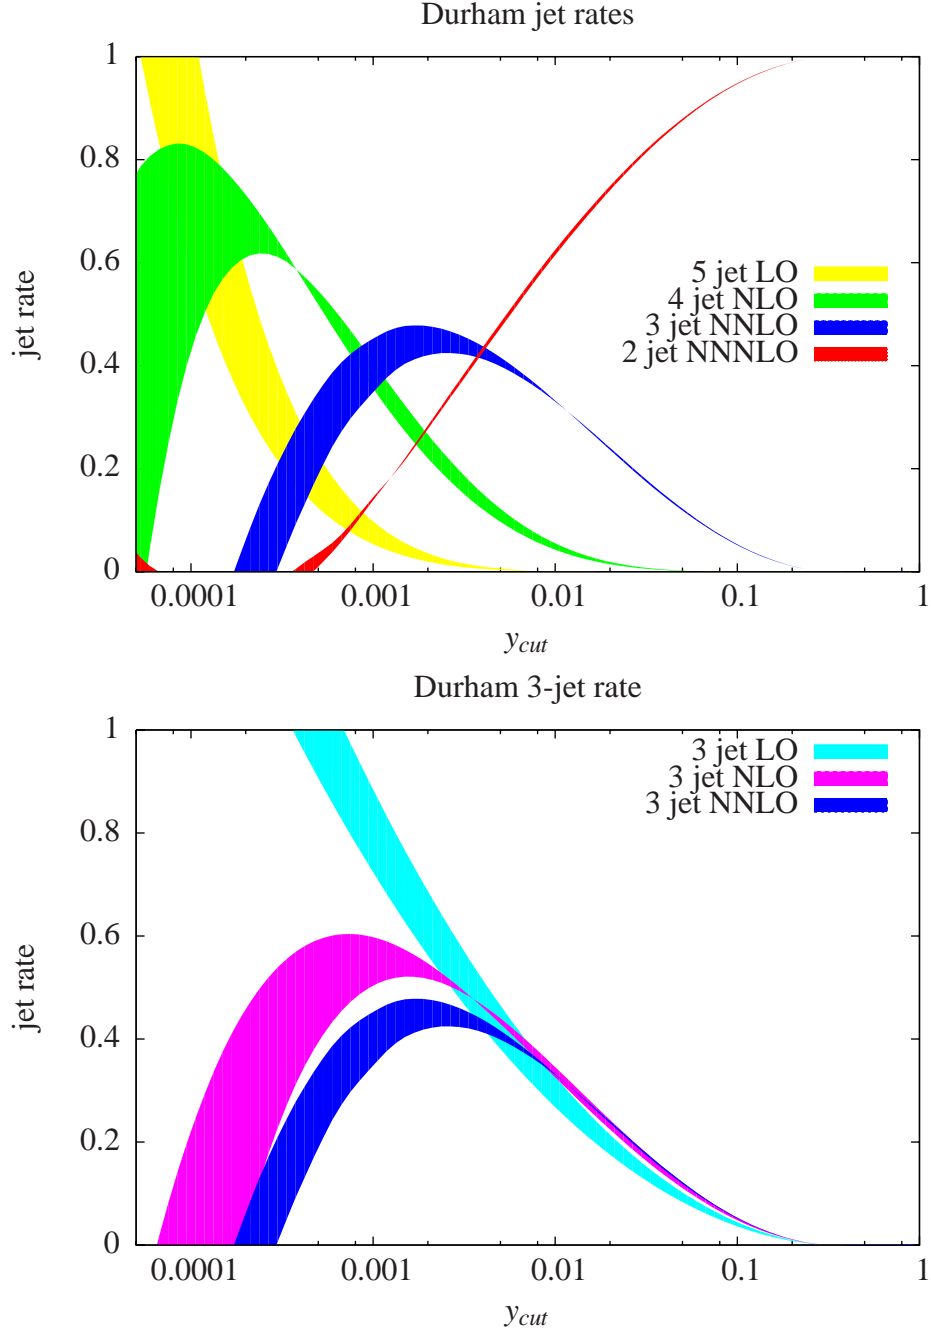 Durham jet rates
1
0.8
0.6
0.4
0.2
0
jet rate
5 jet LO
4 jet NLO
3 jet NNLO
2 jet NNNLO
0.0001 0.001 0.01 0.1 1
y_cut
Durham 3-jet rate
1
0.8
0.6
0.4
0.2
0
jet rate
3 jet LO
3 jet NLO
3 jet NNLO
0.0001 0.001 0.01 0.1 1
y_cut